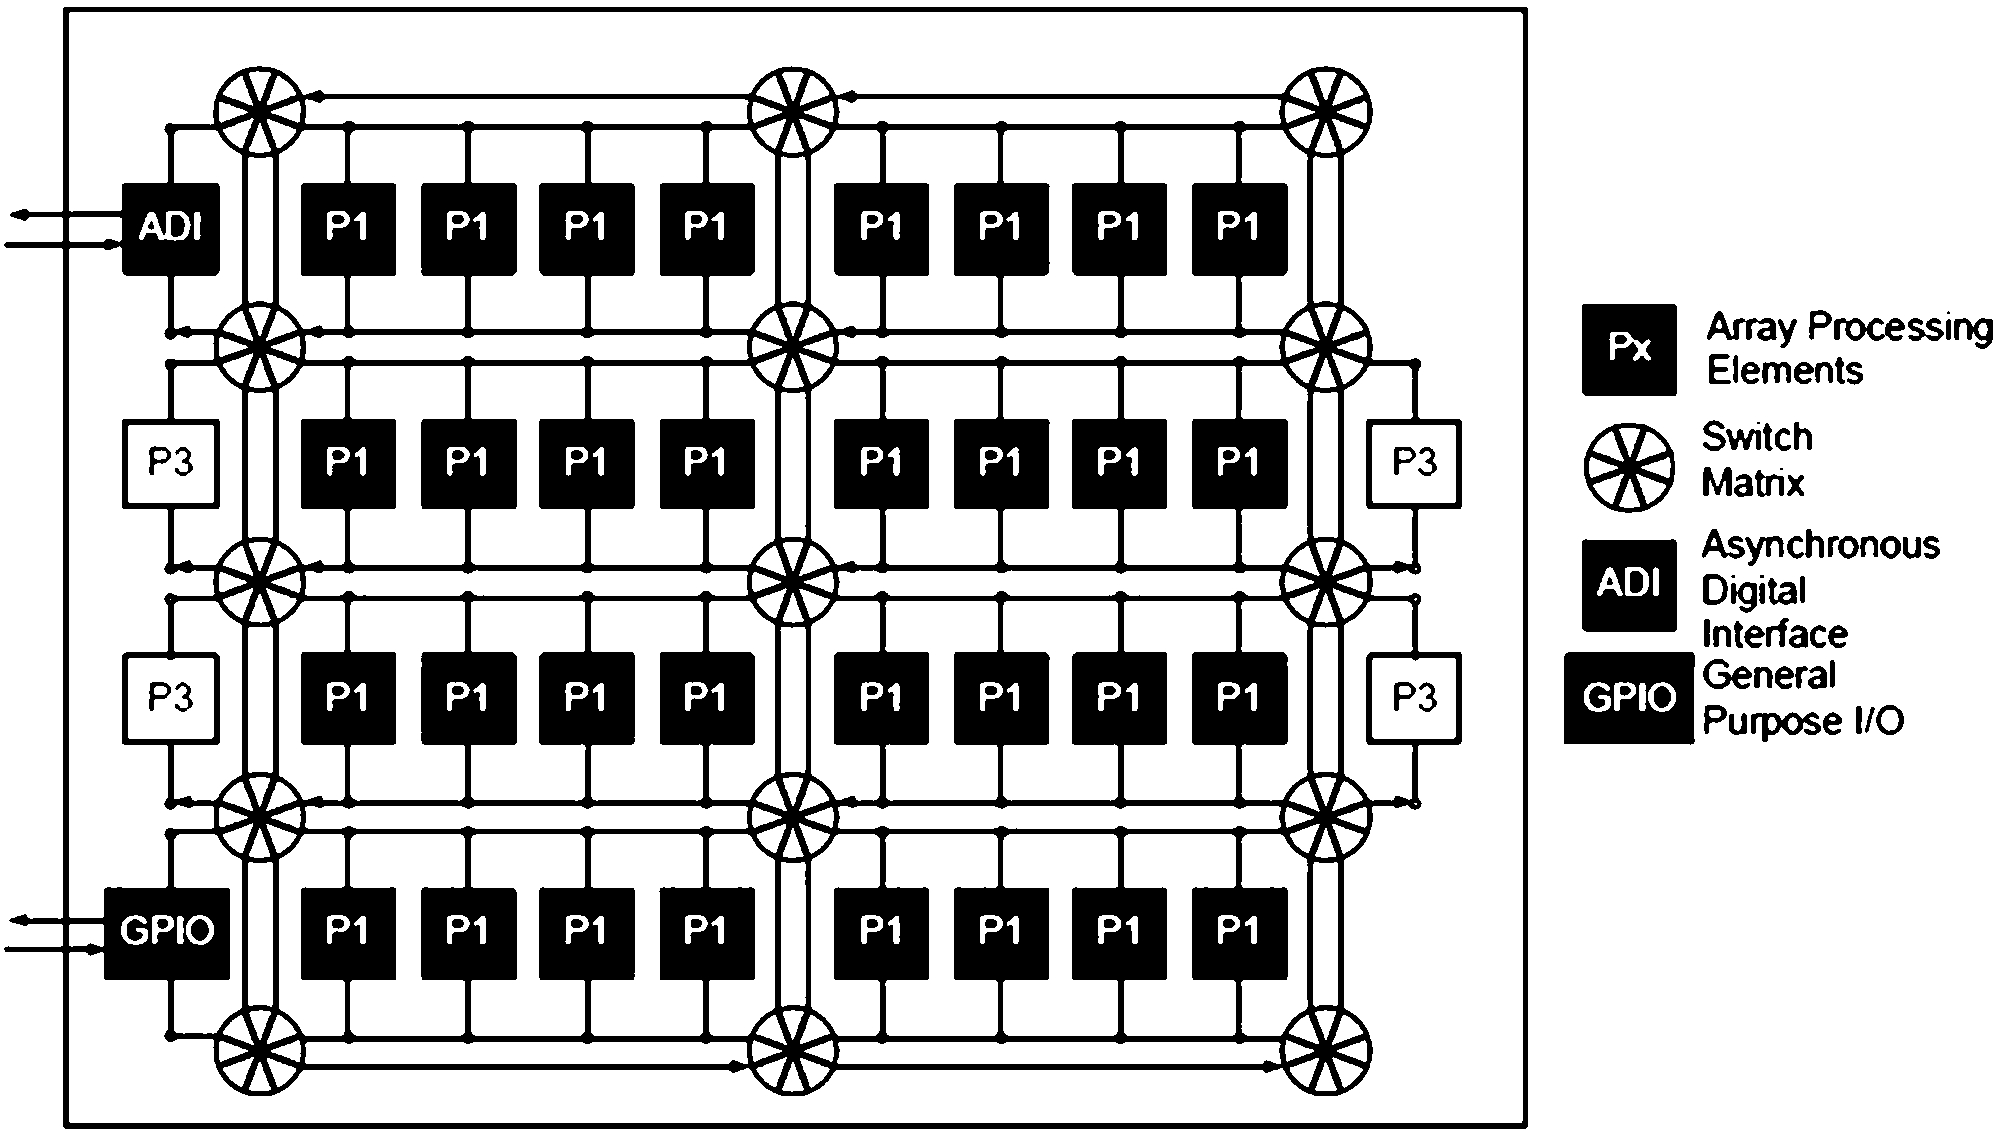 ADI P1 P1 P1 P1 P1 P1 P1 P1
P3 P1 P1 P1 P1 P1 P1 P1 P1 P3
P3 P1 P1 P1 P1 P1 P1 P1 P1 P3
GPIO P1 P1 P1 P1 P1 P1 P1 P1
Px Array Processing
Elements
Switch
Matrix
Asynchronous
ADI Digital
Interface
General
GPIO Purpose I/O